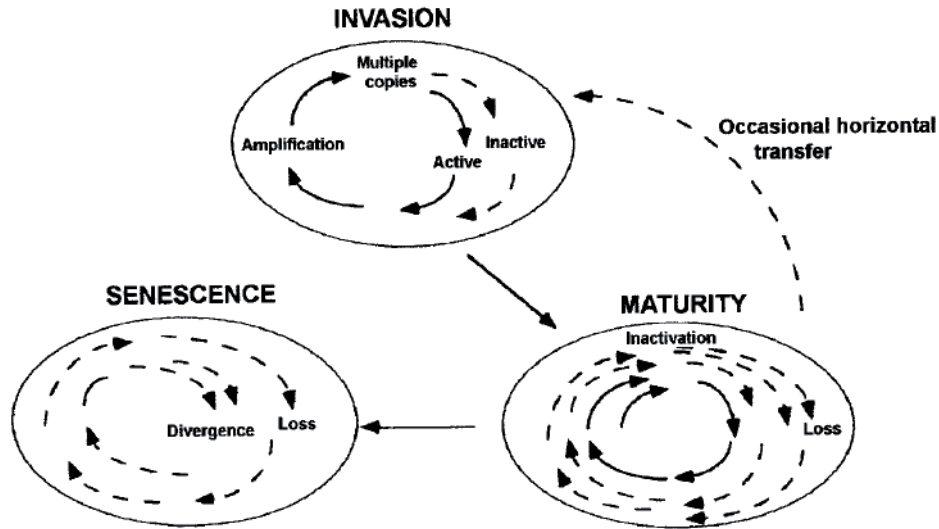 INVASION
Multiple
copies
Amplification
Inactive
Active
Occasional horizontal
transfer
SENESCENCE
MATURITY
Inactivation
Divergence
Loss
Loss